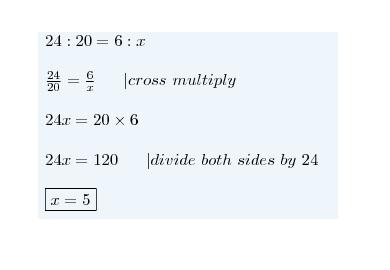 24 : 20 = 6 : x
24/20 = 6/x |cross multiply
24x = 20 × 6
24x = 120 |divide both sides by 24
x = 5